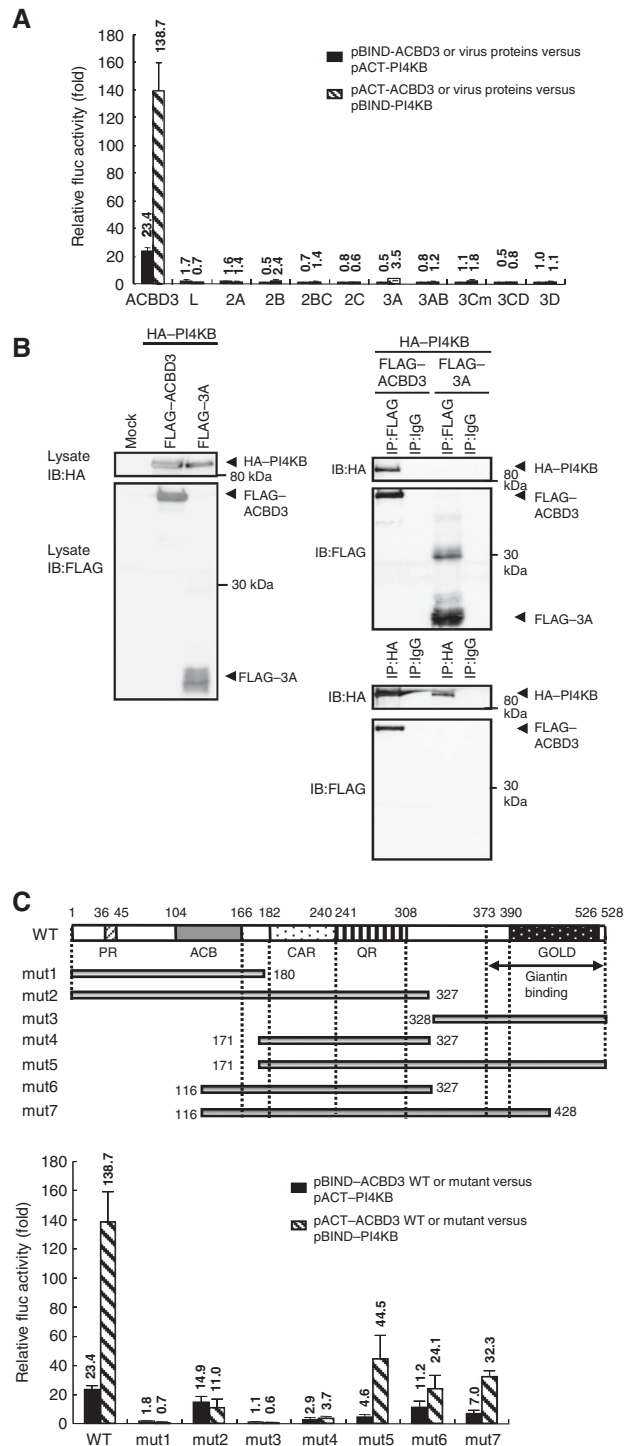 A
Relative fluc activity (fold)
180
160
140
120
100
80
60
40
20
0
pBIND-ACBD3 or virus proteins versus
pACT-PI4KB
pACT-ACBD3 or virus proteins versus
pBIND-PI4KB
23.4 138.7 1.7 0.7 1.6 1.4 0.5 2.4 0.7 1.4 0.8 0.6 0.5 3.5 0.8 1.2 1.1 1.8 0.5 0.8 1.0 1.1
ACBD3 L 2A 2B 2BC 2C 3A 3AB 3Cm 3CD 3D
B
HA–PI4KB
Mock
FLAG–ACBD3
FLAG–3A
Lysate
IB:HA
HA–PI4KB
80 kDa
FLAG–
ACBD3
Lysate
IB:FLAG
30 kDa
FLAG–3A
HA–PI4KB
FLAG– FLAG–
ACBD3 3A
IP:FLAG IP:IgG IP:FLAG IP:IgG
IB:HA
HA–PI4KB
80
kDa
FLAG–
ACBD3
IB:FLAG
30
kDa
FLAG–3A
IP:HA IP:IgG IP:HA IP:IgG
IB:HA
HA–PI4KB
80
kDa
FLAG–
ACBD3
IB:FLAG
30
kDa
C
1 36 45 104 166 182 240 241 308 373 390 526 528
WT
PR ACB CAR QR GOLD
Giantin
binding
mut1 180
mut2 327
mut3 328
mut4 171 327
mut5 171
mut6 116 327
mut7 116 428
Relative fluc activity (fold)
180
160
140
120
100
80
60
40
20
0
pBIND–ACBD3 WT or mutant versus
pACT–PI4KB
pACT–ACBD3 WT or mutant versus
pBIND–PI4KB
23.4 138.7 1.8 0.7 14.9 11.0 1.1 0.6 2.9 3.7 4.6 44.5 11.2 24.1 7.0 32.3
WT mut1 mut2 mut3 mut4 mut5 mut6 mut7